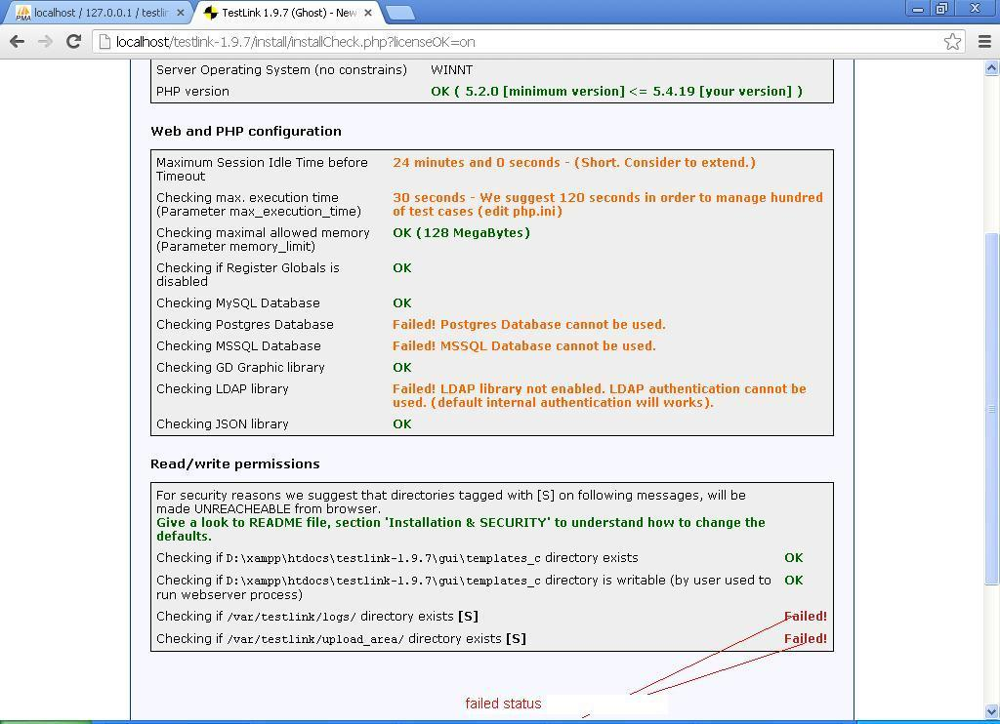 localhost / 127.0.0.1 / testlin
TestLink 1.9.7 (Ghost) - New
localhost/testlink-1.9.7/install/installCheck.php?licenseOK=on
Server Operating System (no constrains) WINNT
PHP version OK ( 5.2.0 [minimum version] <= 5.4.19 [your version] )
Web and PHP configuration
Maximum Session Idle Time before Timeout 24 minutes and 0 seconds - (Short. Consider to extend.)
Checking max. execution time (Parameter max_execution_time) 30 seconds - We suggest 120 seconds in order to manage hundred of test cases (edit php.ini)
Checking maximal allowed memory (Parameter memory_limit) OK (128 MegaBytes)
Checking if Register Globals is disabled OK
Checking MySQL Database OK
Checking Postgres Database Failed! Postgres Database cannot be used.
Checking MSSQL Database Failed! MSSQL Database cannot be used.
Checking GD Graphic library OK
Checking LDAP library Failed! LDAP library not enabled. LDAP authentication cannot be used. (default internal authentication will works).
Checking JSON library OK
Read/write permissions
For security reasons we suggest that directories tagged with [S] on following messages, will be
made UNREACHEABLE from browser.
Give a look to README file, section 'Installation & SECURITY' to understand how to change the
defaults.
Checking if D:\xampp\htdocs\testlink-1.9.7\gui\templates_c directory exists OK
Checking if D:\xampp\htdocs\testlink-1.9.7\gui\templates_c directory is writable (by user used to run webserver process) OK
Checking if /var/testlink/logs/ directory exists [S] Failed!
Checking if /var/testlink/upload_area/ directory exists [S] Failed!
failed status